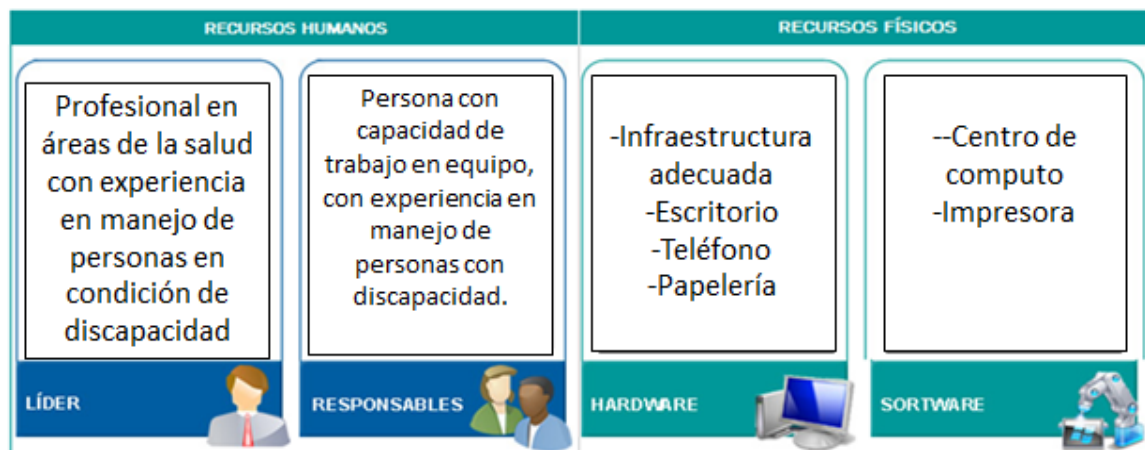 RECURSOS HUMANOS
RECURSOS FÍSICOS
Profesional en
áreas de la salud
con experiencia
en manejo de
personas en
condición de
discapacidad
LÍDER
Persona con
capacidad de
trabajo en equipo,
con experiencia en
manejo de
personas con
discapacidad.
RESPONSABLES
-Infraestructura
adecuada
-Escritorio
-Teléfono
-Papelería
HARDWARE
--Centro de
computo
-Impresora
SORTWARE